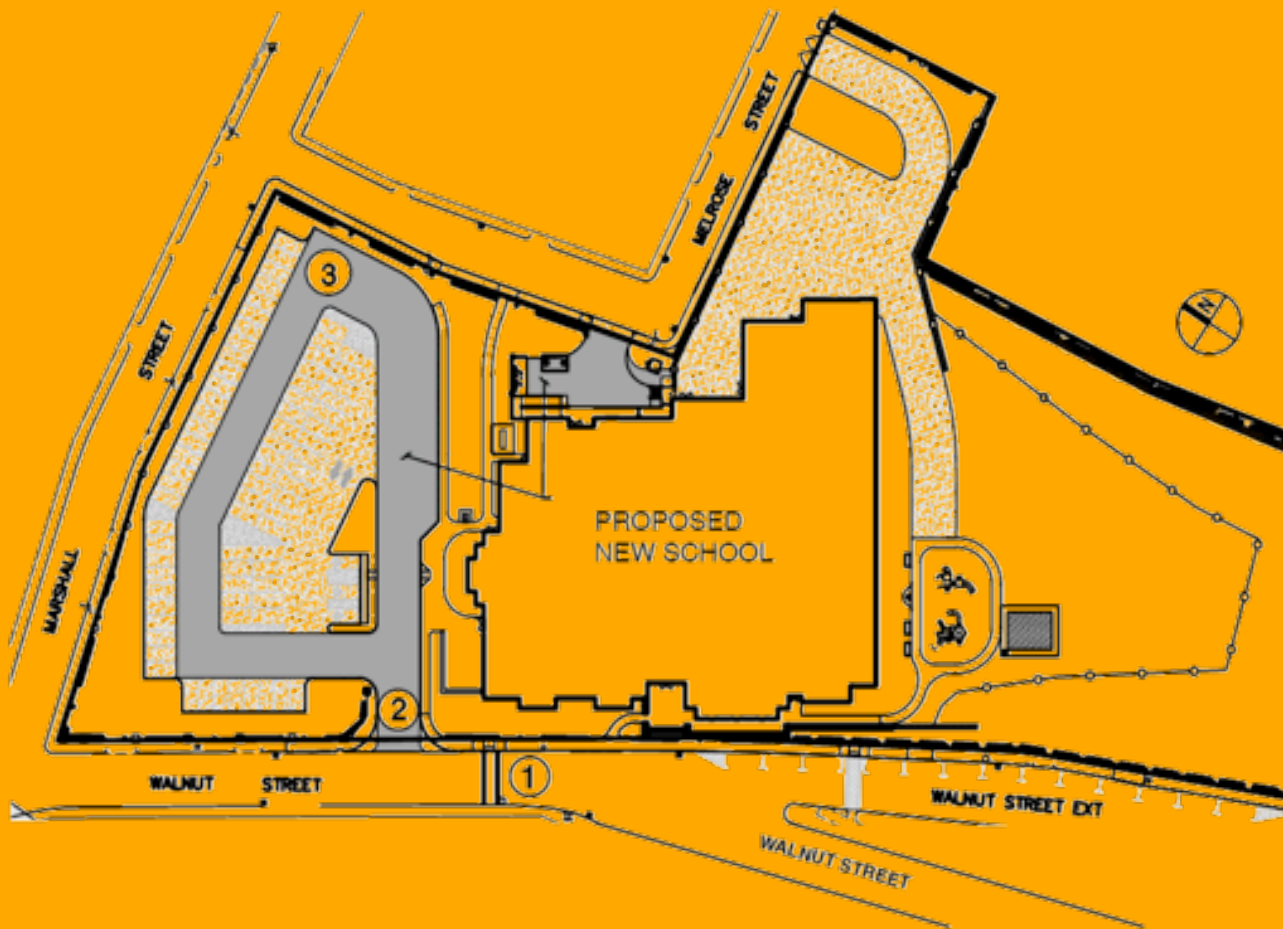 STREET
MELROSE
N
3
STREET
PROPOSED
NEW SCHOOL
MARSHALL
2
1
WALNUT STREET
WALNUT STREET EXT
WALNUT STREET